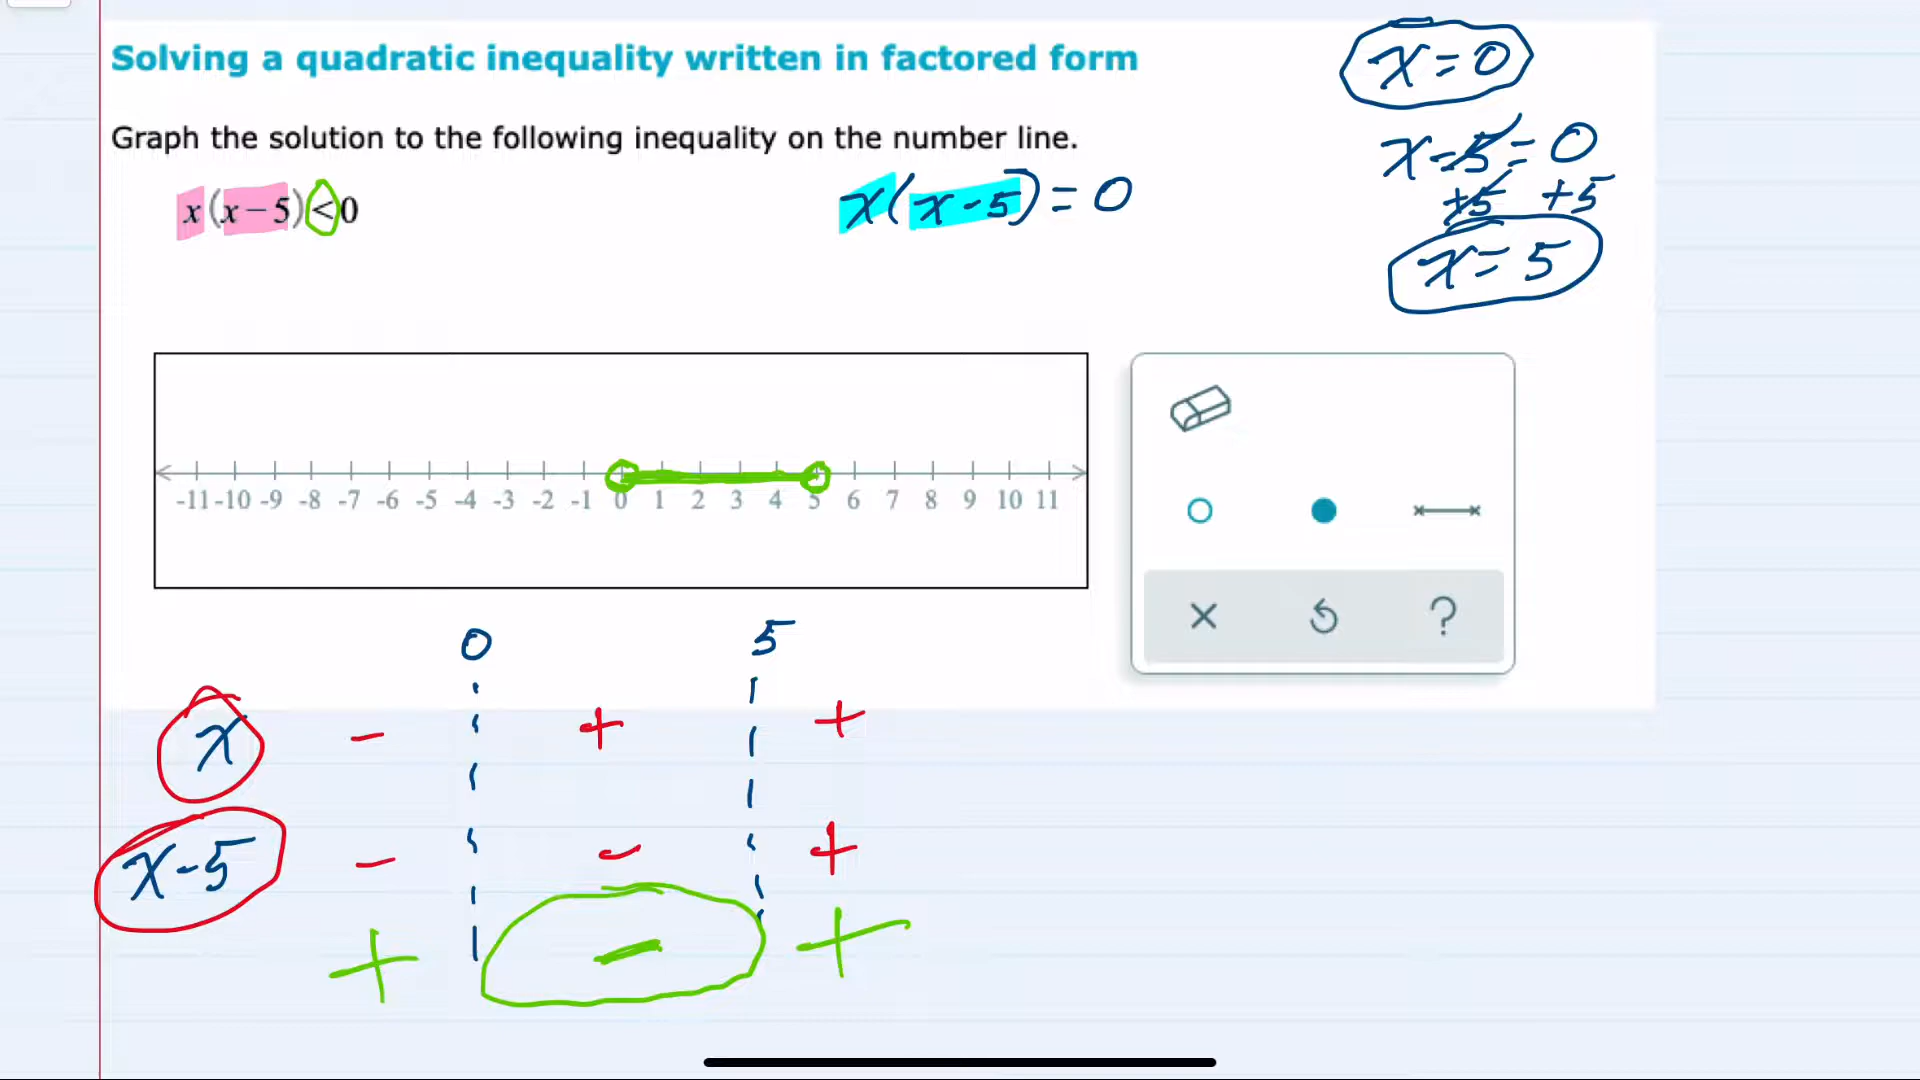 Solving a quadratic inequality written in factored form
x = 0
Graph the solution to the following inequality on the number line.
x - 5 = 0
+5 +5
x(x − 5) < 0
x(x - 5) = 0
x = 5
-11 -10 -9 -8 -7 -6 -5 -4 -3 -2 -1 0 1 2 3 4 5 6 7 8 9 10 11
?
0 5
x - + +
x - 5 - - +
+ - +